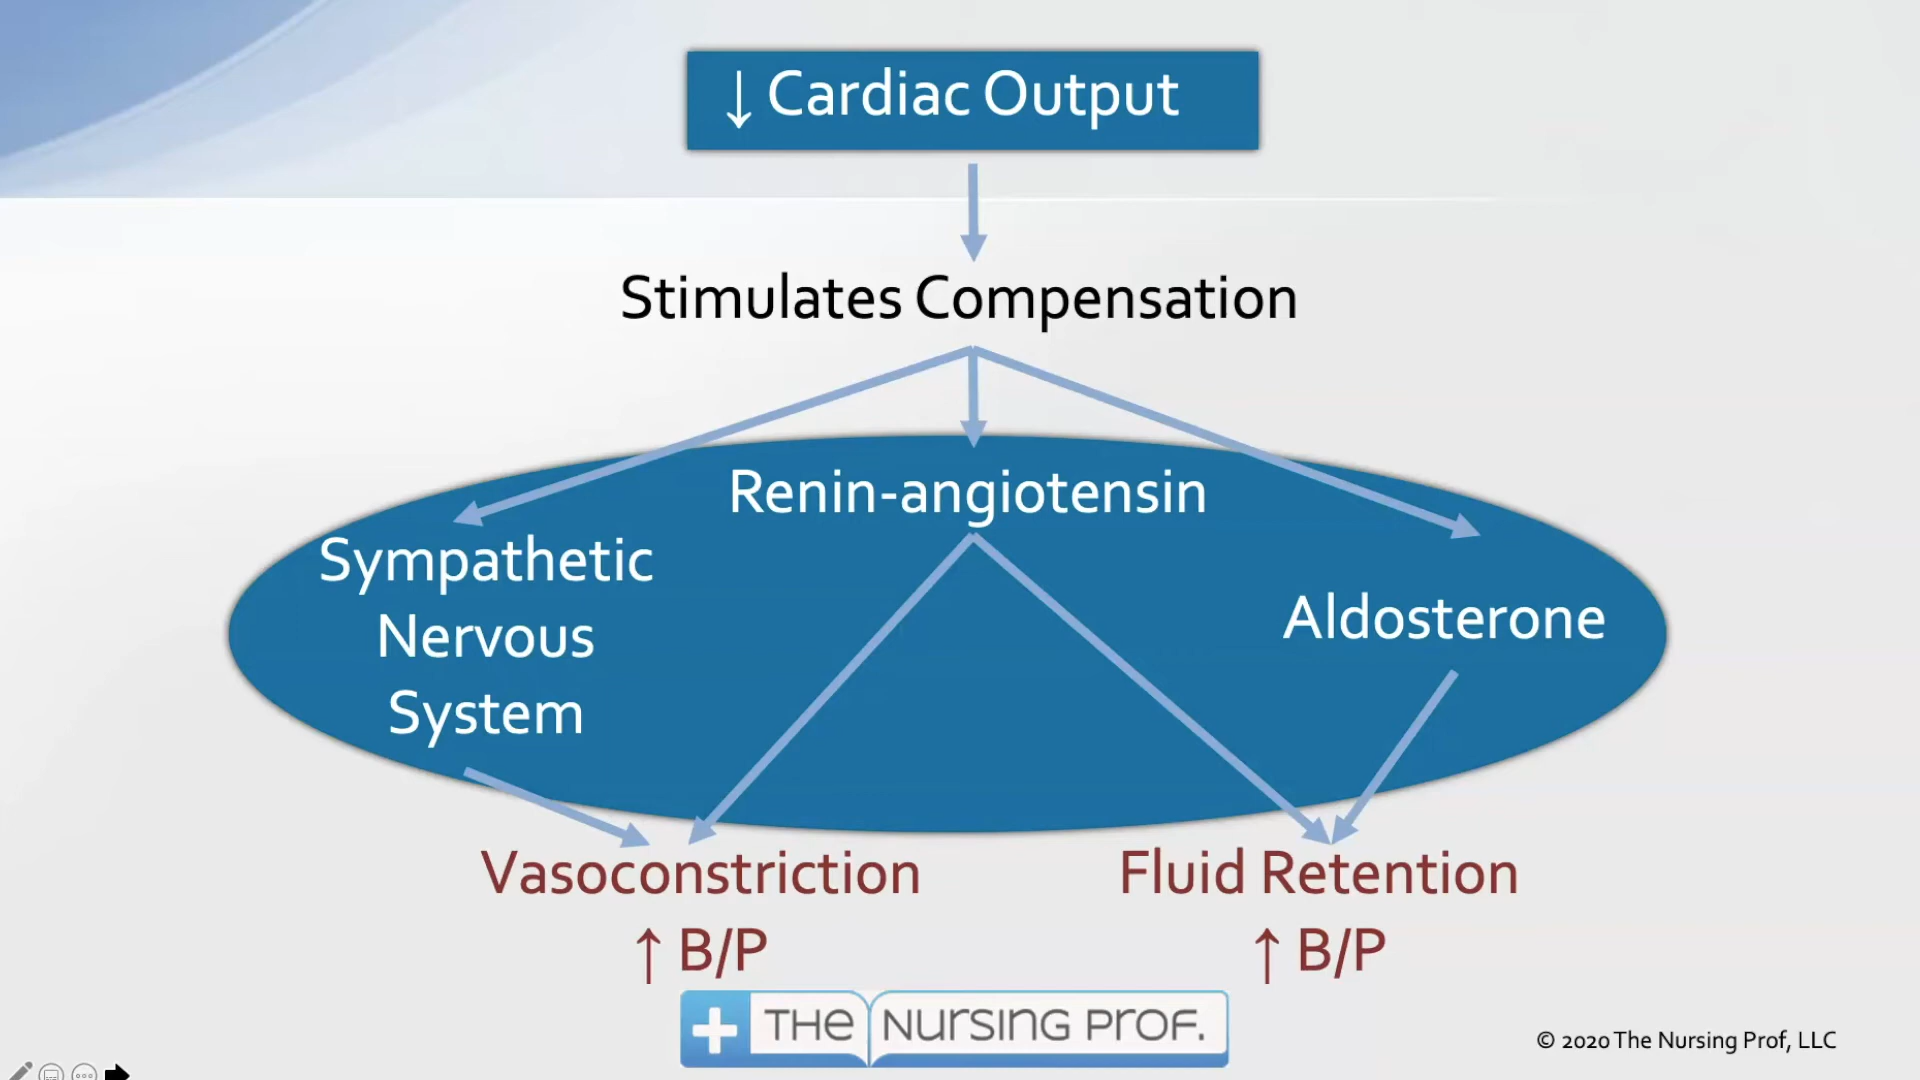 ↓ Cardiac Output
Stimulates Compensation
Renin-angiotensin
Sympathetic
Nervous
System
Aldosterone
Vasoconstriction
↑ B/P
Fluid Retention
↑ B/P
THE NURSING PROF.
© 2020 The Nursing Prof, LLC